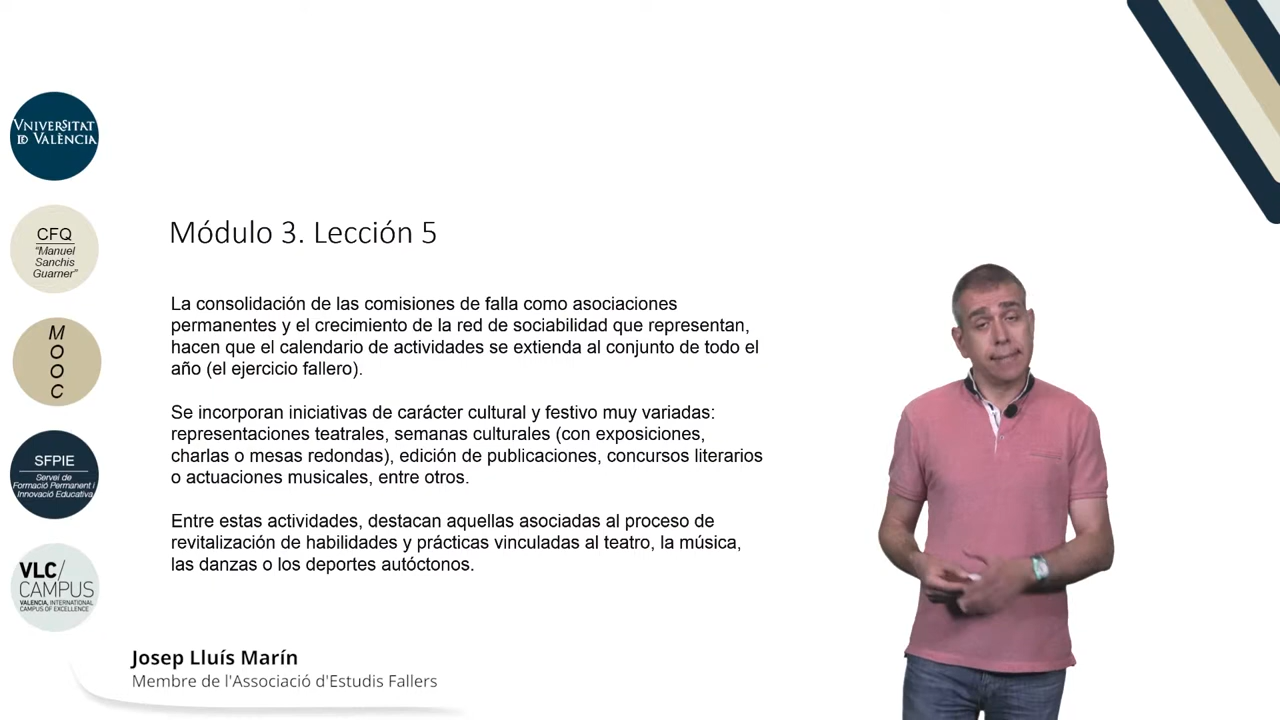 VNIVERSITAT
D VALÈNCIA
CFQ
"Manuel
Sanchis
Guarner"
M
O
O
C
SFPIE
Servei de
Formació Permanent i
Innovació Educativa
VLC/
CAMPUS
VALENCIA, INTERNATIONAL
CAMPUS OF EXCELLENCE
Módulo 3. Lección 5
La consolidación de las comisiones de falla como asociaciones
permanentes y el crecimiento de la red de sociabilidad que representan,
hacen que el calendario de actividades se extienda al conjunto de todo el
año (el ejercicio fallero).
Se incorporan iniciativas de carácter cultural y festivo muy variadas:
representaciones teatrales, semanas culturales (con exposiciones,
charlas o mesas redondas), edición de publicaciones, concursos literarios
o actuaciones musicales, entre otros.
Entre estas actividades, destacan aquellas asociadas al proceso de
revitalización de habilidades y prácticas vinculadas al teatro, la música,
las danzas o los deportes autóctonos.
Josep Lluís Marín
Membre de l'Associació d'Estudis Fallers